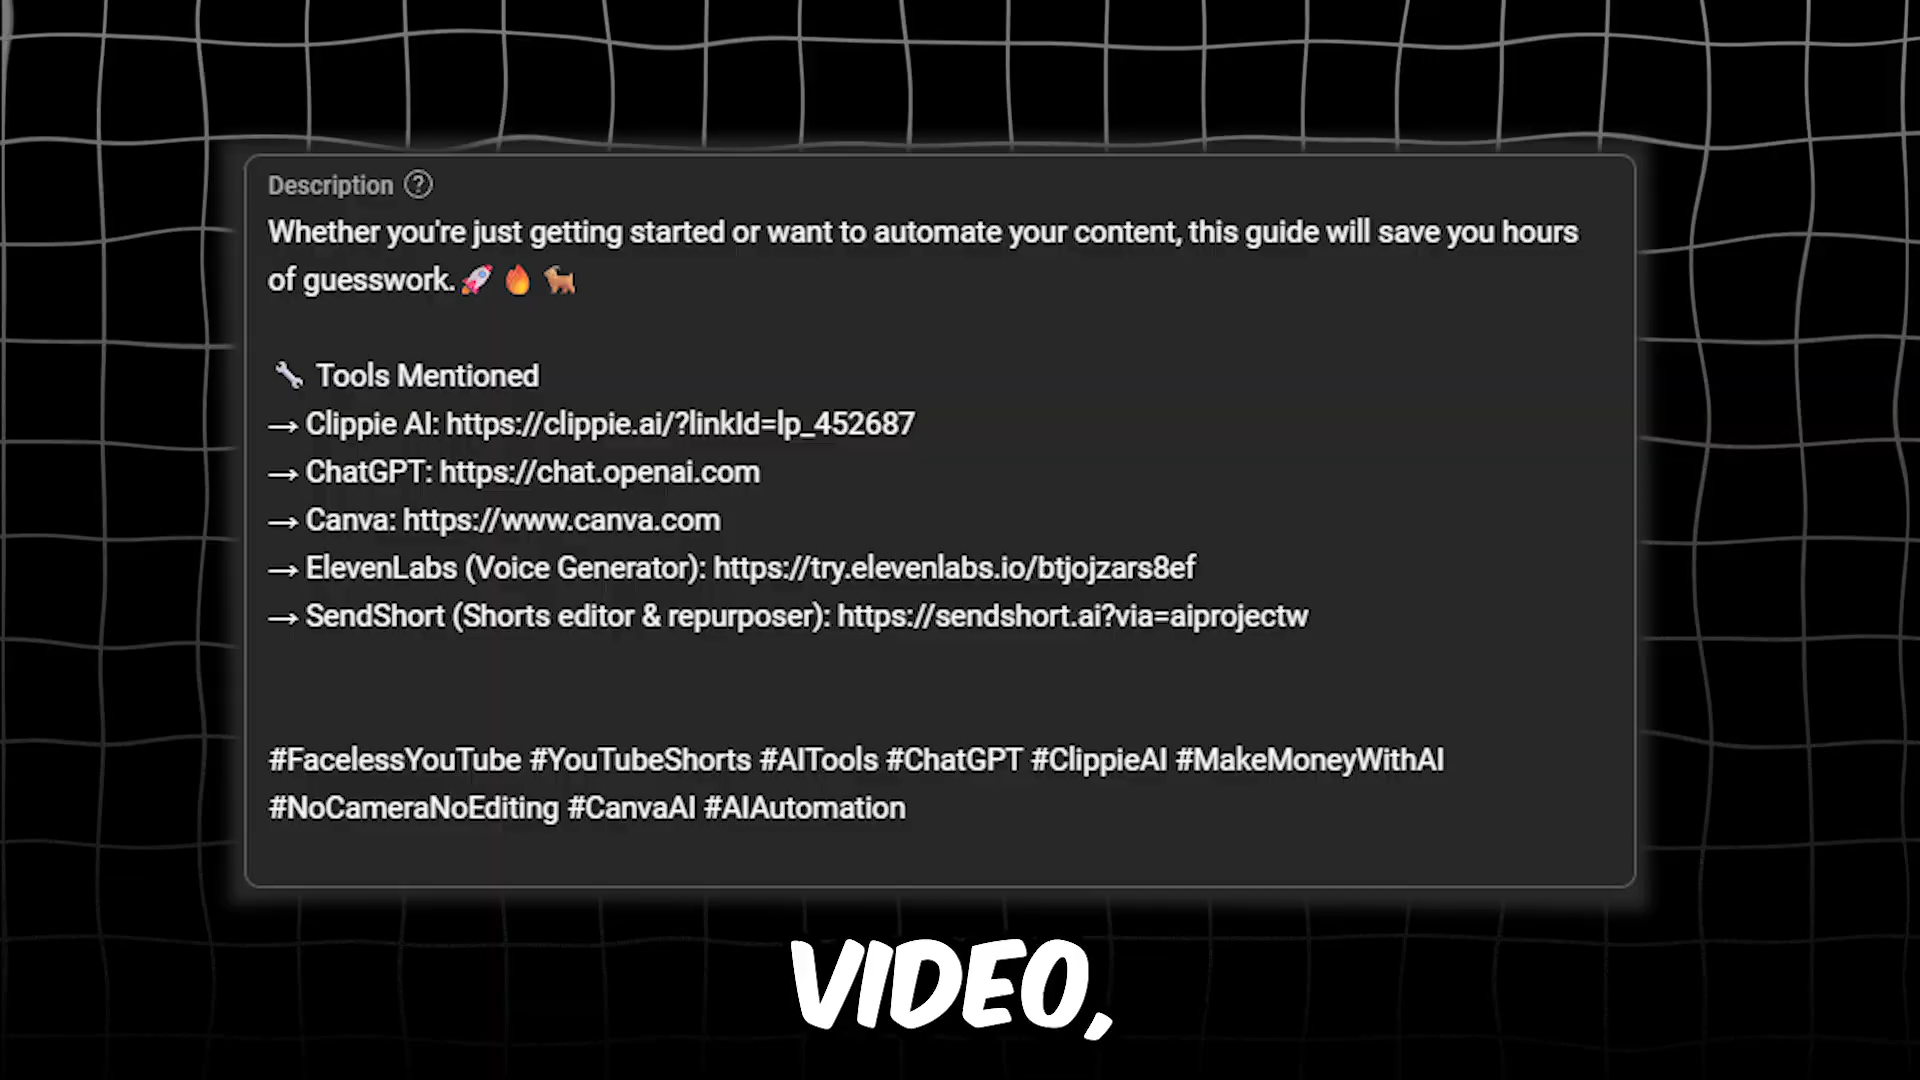 Description ?
Whether you're just getting started or want to automate your content, this guide will save you hours
of guesswork. 🚀 🔥 🐕
🔧 Tools Mentioned
→ Clippie AI: https://clippie.ai/?linkId=lp_452687
→ ChatGPT: https://chat.openai.com
→ Canva: https://www.canva.com
→ ElevenLabs (Voice Generator): https://try.elevenlabs.io/btjojzars8ef
→ SendShort (Shorts editor & repurposer): https://sendshort.ai?via=aiprojectw
#FacelessYouTube #YouTubeShorts #AITools #ChatGPT #ClippieAI #MakeMoneyWithAI
#NoCameraNoEditing #CanvaAI #AIAutomation
VIDEO,